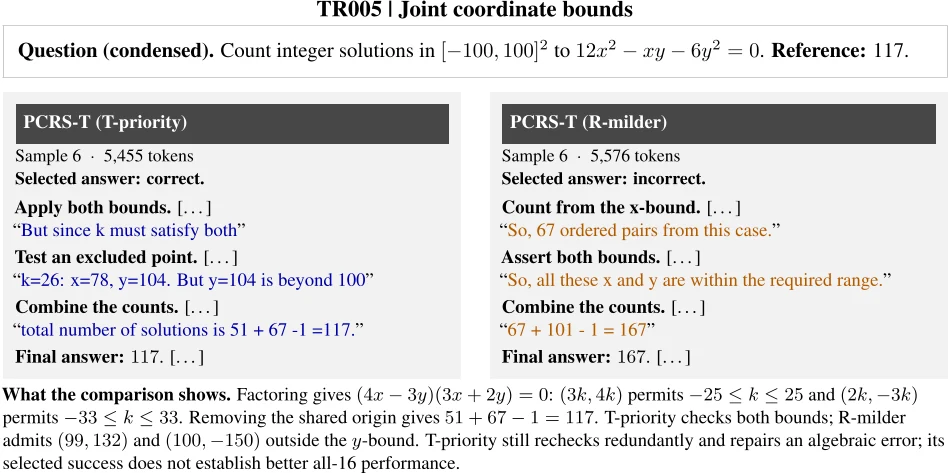 TR005 | Joint coordinate bounds
Question (condensed). Count integer solutions in [−100, 100]² to 12x² − xy − 6y² = 0. Reference: 117.
PCRS-T (T-priority)
Sample 6 · 5,455 tokens
Selected answer: correct.
Apply both bounds. [...]
“But since k must satisfy both”
Test an excluded point. [...]
“k=26: x=78, y=104. But y=104 is beyond 100”
Combine the counts. [...]
“total number of solutions is 51 + 67 -1 =117.”
Final answer: 117. [...]
PCRS-T (R-milder)
Sample 6 · 5,576 tokens
Selected answer: incorrect.
Count from the x-bound. [...]
“So, 67 ordered pairs from this case.”
Assert both bounds. [...]
“So, all these x and y are within the required range.”
Combine the counts. [...]
“67 + 101 - 1 = 167”
Final answer: 167. [...]
What the comparison shows. Factoring gives (4x − 3y)(3x + 2y) = 0: (3k, 4k) permits −25 ≤ k ≤ 25 and (2k, −3k)
permits −33 ≤ k ≤ 33. Removing the shared origin gives 51 + 67 − 1 = 117. T-priority checks both bounds; R-milder
admits (99, 132) and (100, −150) outside the y-bound. T-priority still rechecks redundantly and repairs an algebraic error; its
selected success does not establish better all-16 performance.